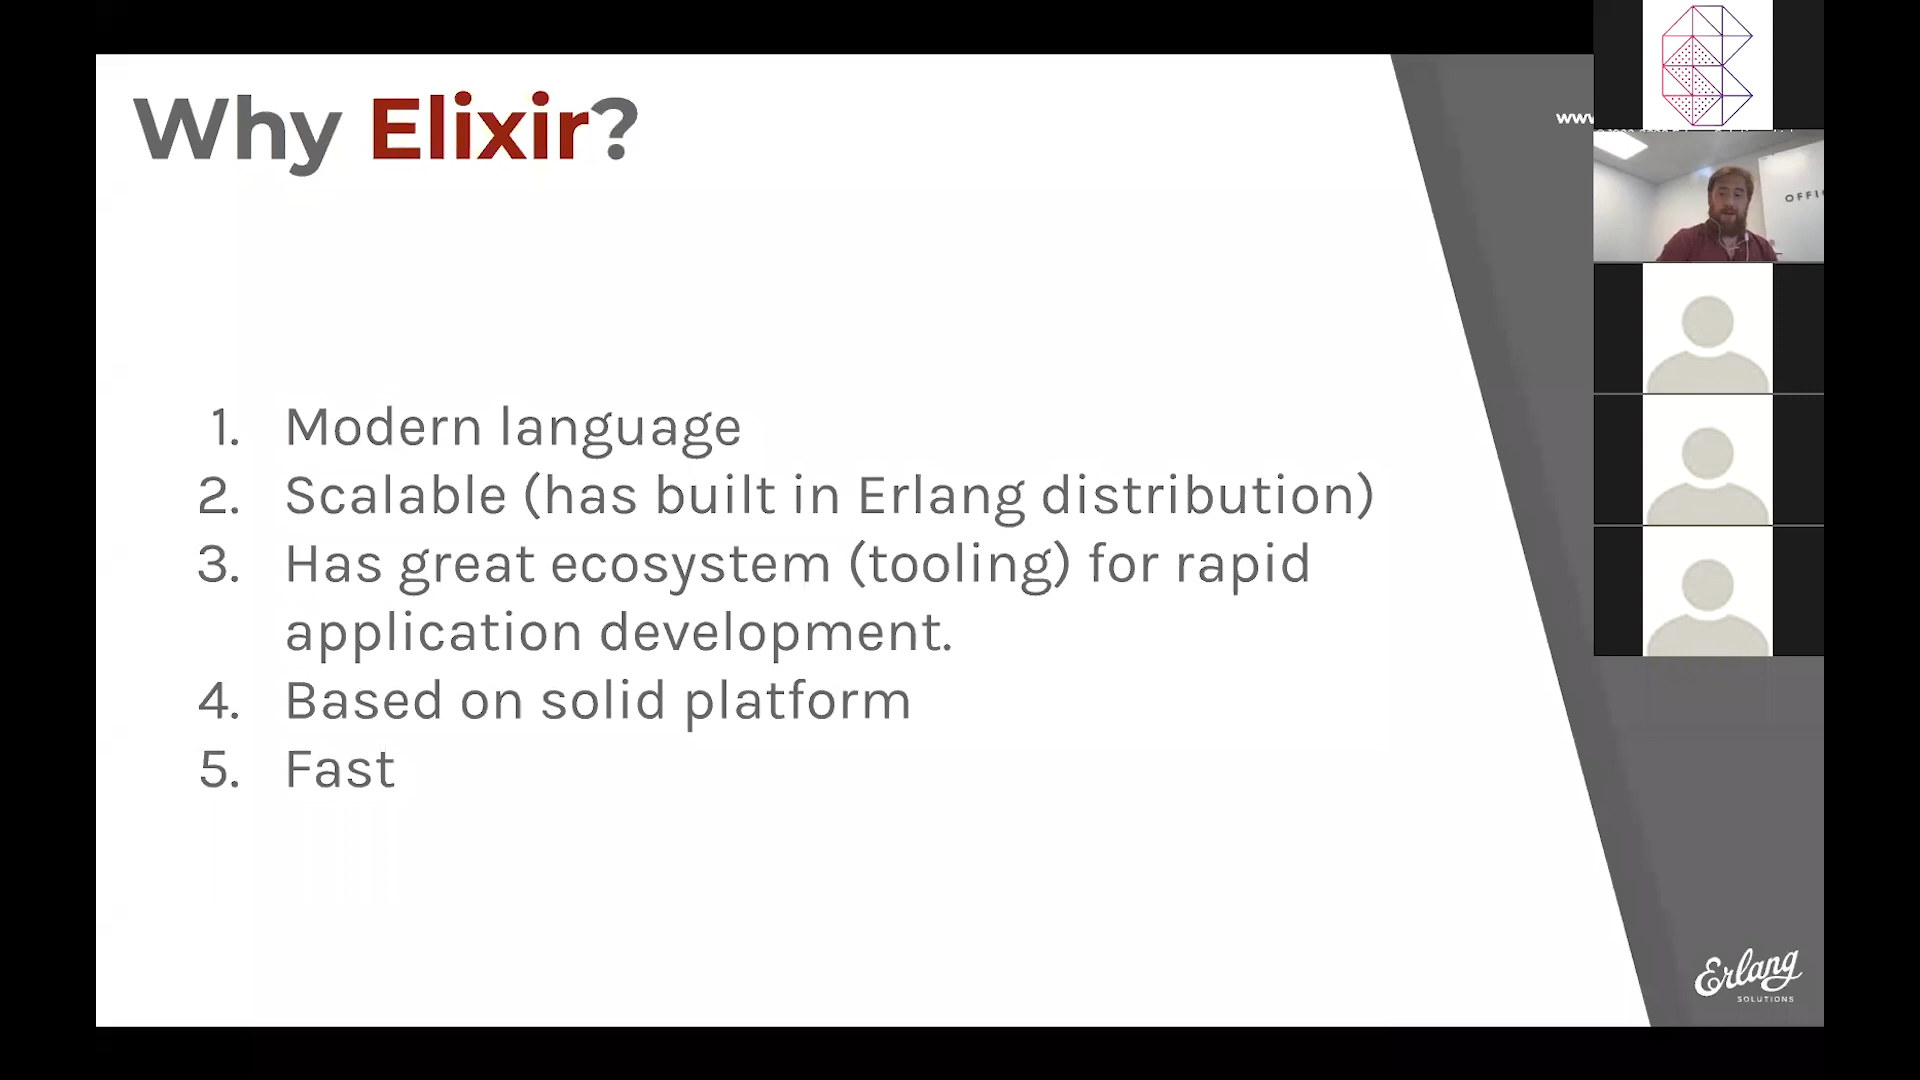 Why Elixir?
www
1. Modern language
2. Scalable (has built in Erlang distribution)
3. Has great ecosystem (tooling) for rapid
application development.
4. Based on solid platform
5. Fast
Erlang
SOLUTIONS